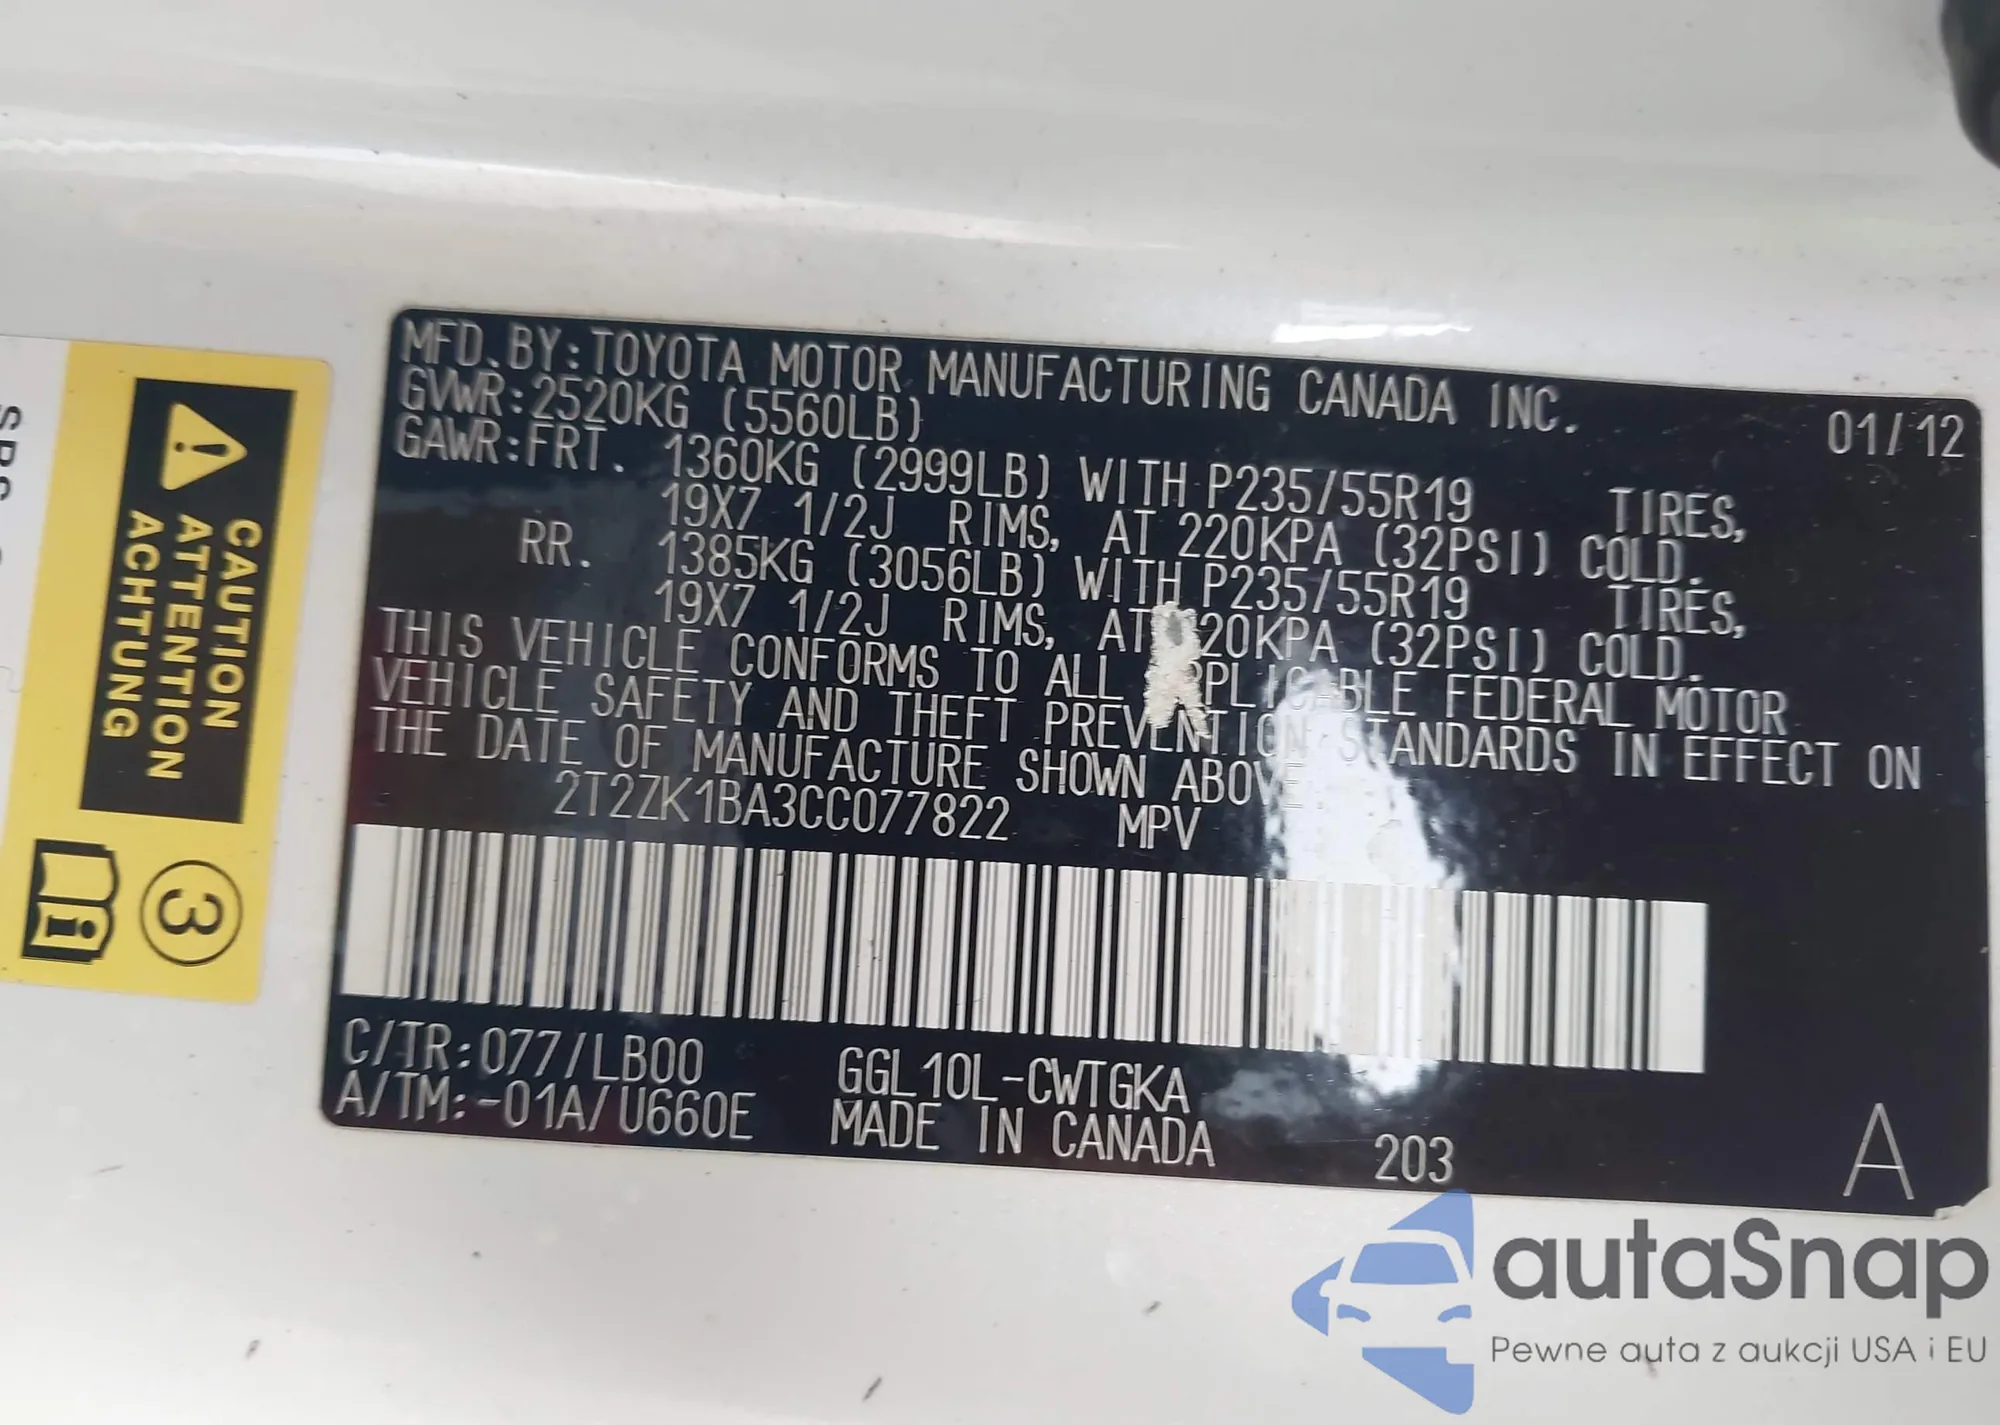 MFD. BY: TOYOTA MOTOR MANUFACTURING CANADA INC. 01/12
GVWR: 2520KG (5560LB)
GAWR: FRT. 1360KG (2999LB) WITH P235/55R19 TIRES,
19X7 1/2J RIMS, AT 220KPA (32PSI) COLD.
RR. 1385KG (3056LB) WITH P235/55R19 TIRES,
19X7 1/2J RIMS, AT 220KPA (32PSI) COLD.
THIS VEHICLE CONFORMS TO ALL APPLICABLE FEDERAL MOTOR
VEHICLE SAFETY AND THEFT PREVENTION STANDARDS IN EFFECT ON
THE DATE OF MANUFACTURE SHOWN ABOVE.
2T2ZK1BA3CC077822 MPV
C/TR: 077/LB00 GGL10L-CWTGKA
A/TM: -01A/U660E MADE IN CANADA 203 A
CAUTION
ATTENTION
ACHTUNG
3
i
SRS
autaSnap
Pewne auta z aukcji USA i EU